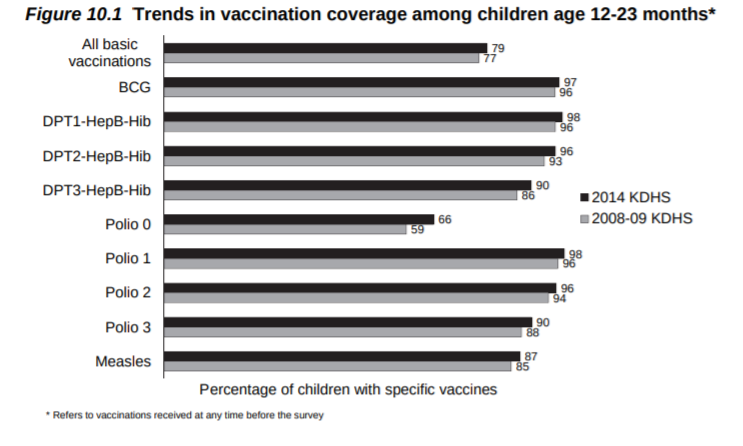 Figure 10.1 Trends in vaccination coverage among children age 12-23 months*
All basic
vaccinations
79
77
BCG
97
96
DPT1-HepB-Hib
98
96
DPT2-HepB-Hib
96
93
DPT3-HepB-Hib
90
86
Polio 0
66
59
Polio 1
98
96
Polio 2
96
94
Polio 3
90
88
Measles
87
85
2014 KDHS
2008-09 KDHS
Percentage of children with specific vaccines
* Refers to vaccinations received at any time before the survey